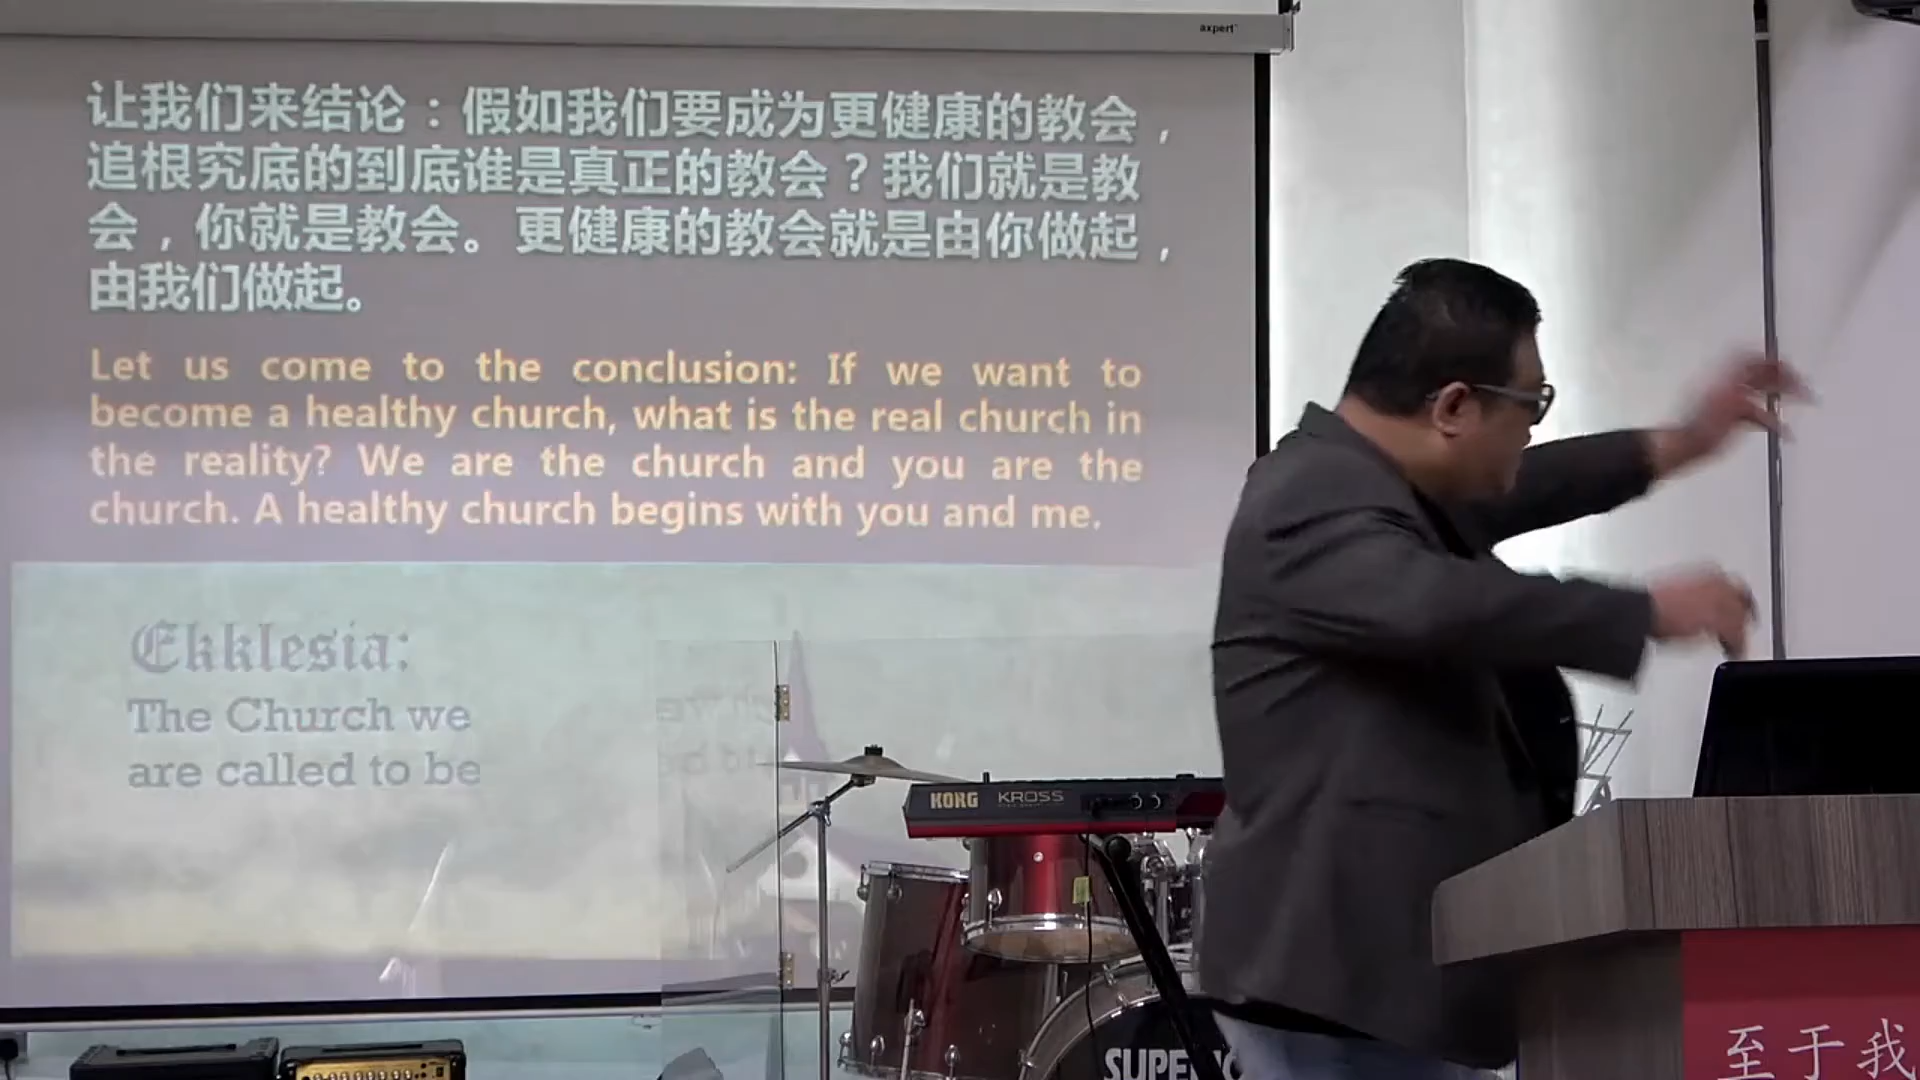 axpert
让我们来结论：假如我们要成为更健康的教会，
追根究底的到底谁是真正的教会？我们就是教
会，你就是教会。更健康的教会就是由你做起，
由我们做起。
Let us come to the conclusion: If we want to
become a healthy church, what is the real church in
the reality? We are the church and you are the
church. A healthy church begins with you and me.
Ekklesia:
The Church we
are called to be
KORG KROSS
至于我